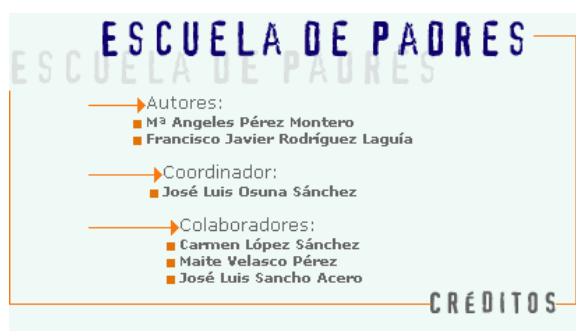 ESCUELA DE PADRES
ESCUELA DE PADRES
Autores:
Mª Angeles Pérez Montero
Francisco Javier Rodríguez Laguía
Coordinador:
José Luis Osuna Sánchez
Colaboradores:
Carmen López Sánchez
Maite Velasco Pérez
José Luis Sancho Acero
CRÉDITOS